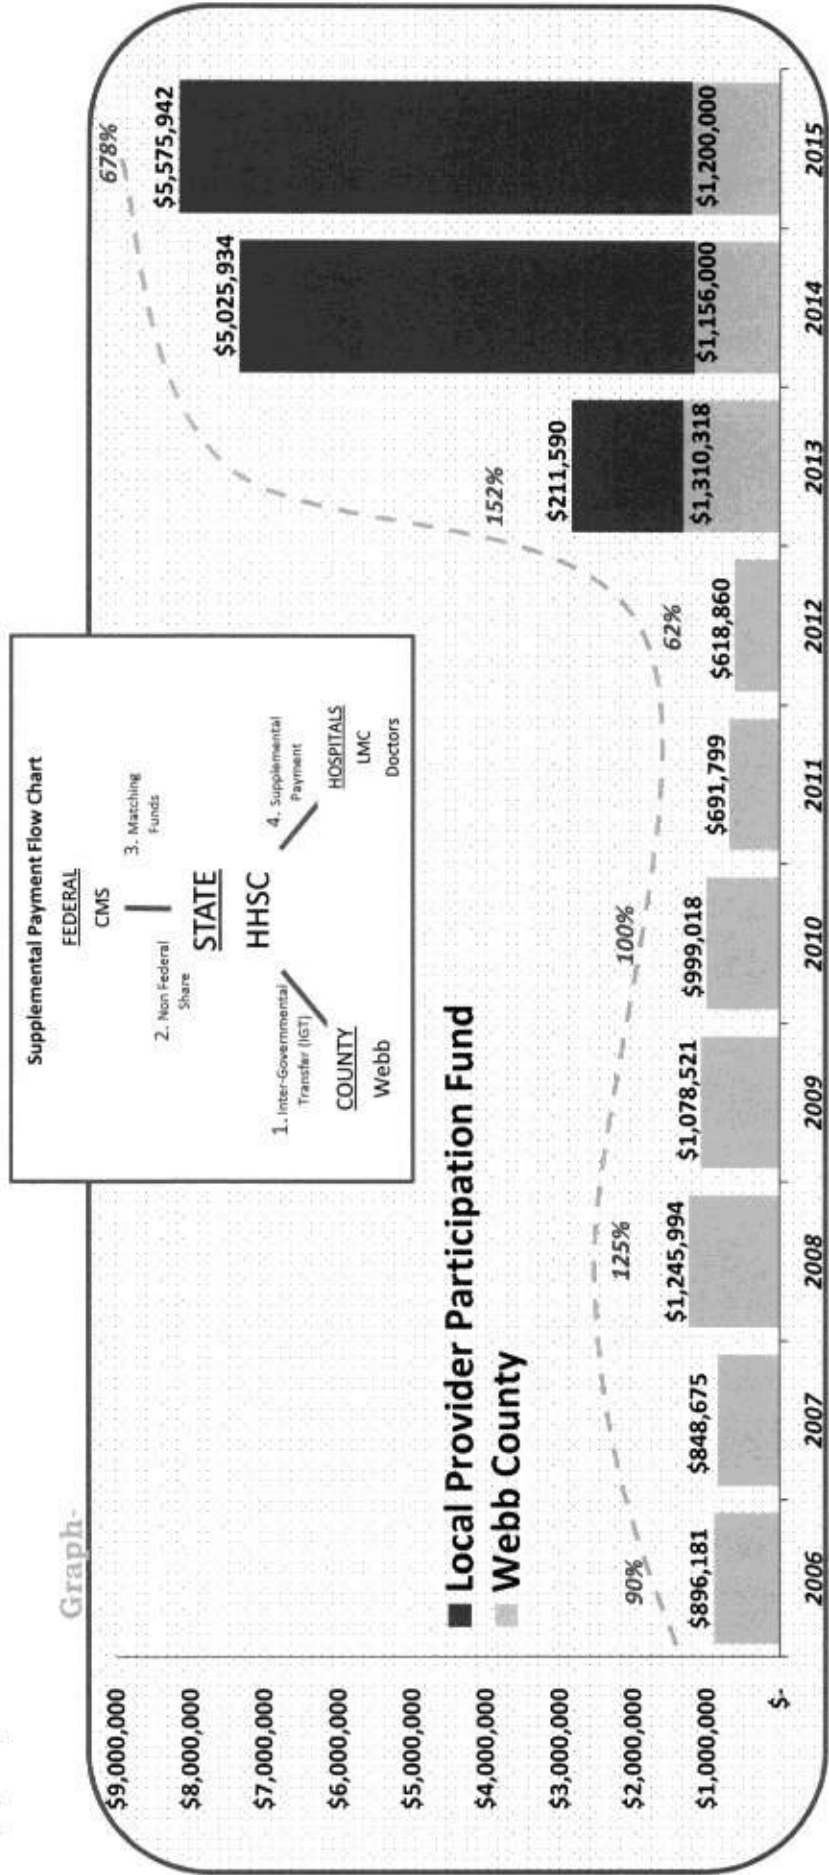 Graph-
Supplemental Payment Flow Chart
FEDERAL
CMS
2. Non Federal
Share
3. Matching
Funds
STATE
HHSC
1. Inter-Governmental
Transfer (IGT)
4. Supplemental
Payment
COUNTY
Webb
HOSPITALS
LMC
Doctors
$9,000,000
$8,000,000
$7,000,000
$6,000,000
$5,000,000
$4,000,000
$3,000,000
$2,000,000
$1,000,000
$-
Local Provider Participation Fund
Webb County
90%
125%
100%
62%
152%
678%
$896,181
$848,675
$1,245,994
$1,078,521
$999,018
$691,799
$618,860
$211,590
$1,310,318
$5,025,934
$1,156,000
$5,575,942
$1,200,000
2006
2007
2008
2009
2010
2011
2012
2013
2014
2015